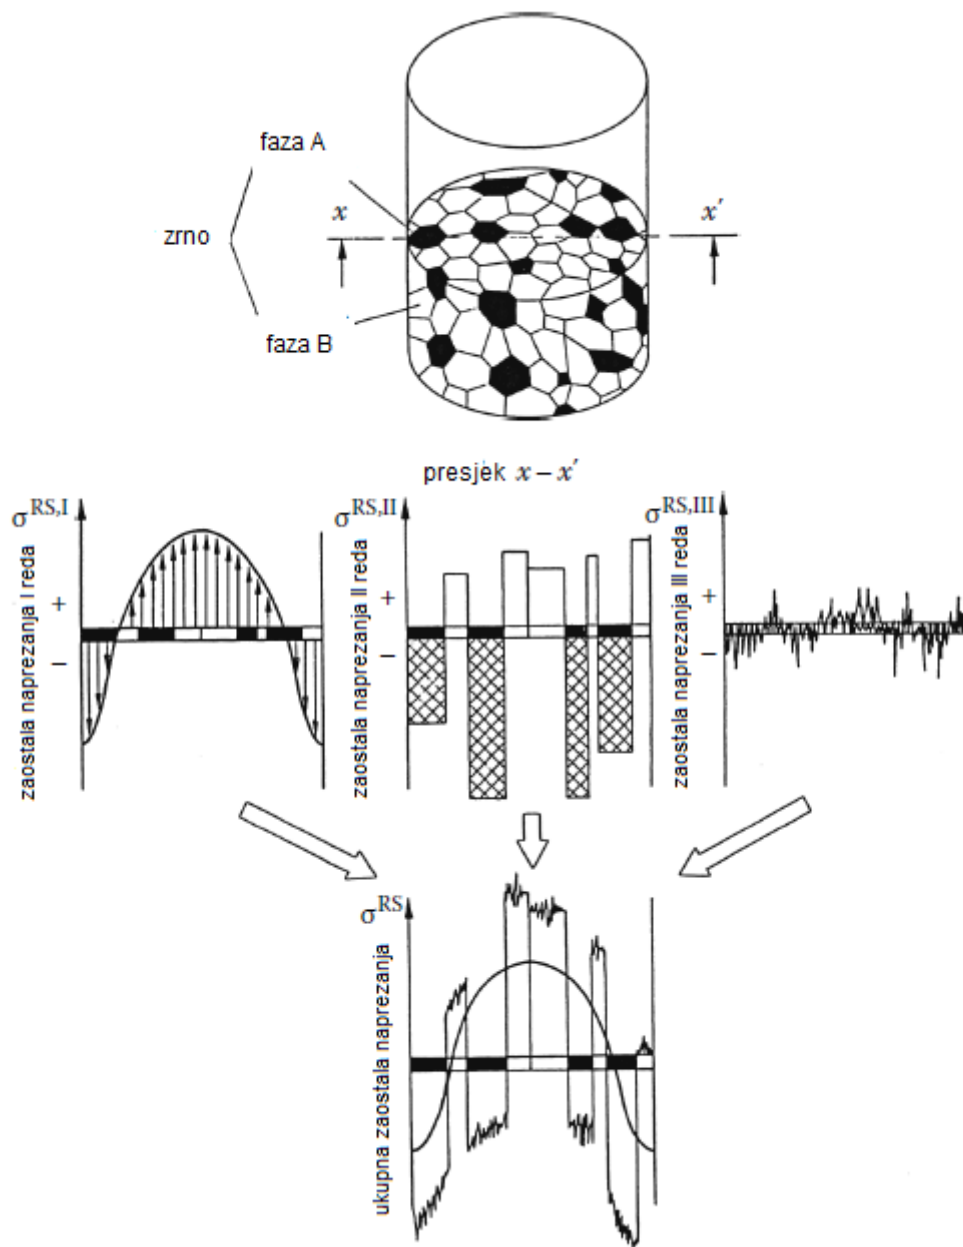 faza A
x
x′
zrno
faza B
presjek x – x′
σRS,I
zaostala naprezanja I reda
+
–
σRS,II
zaostala naprezanja II reda
+
–
σRS,III
zaostala naprezanja III reda
+
–
σRS
ukupna zaostala naprezanja